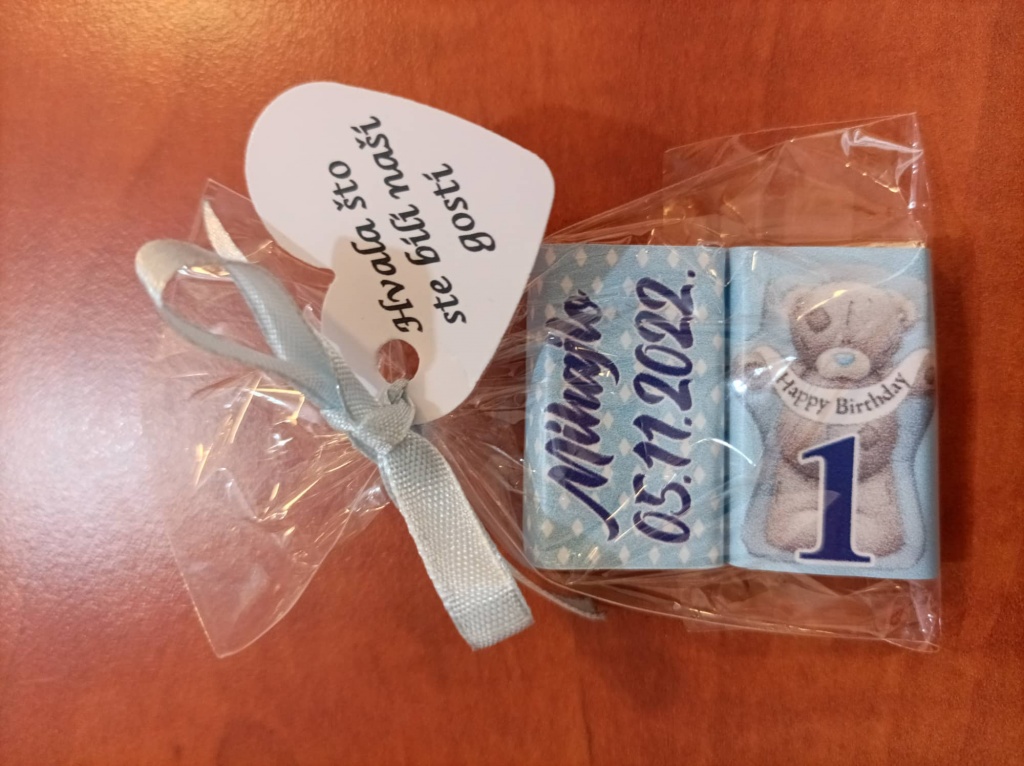 Hvala što
ste bili naši
gosti
Mihajlo
05.11.2022.
Happy Birthday
1